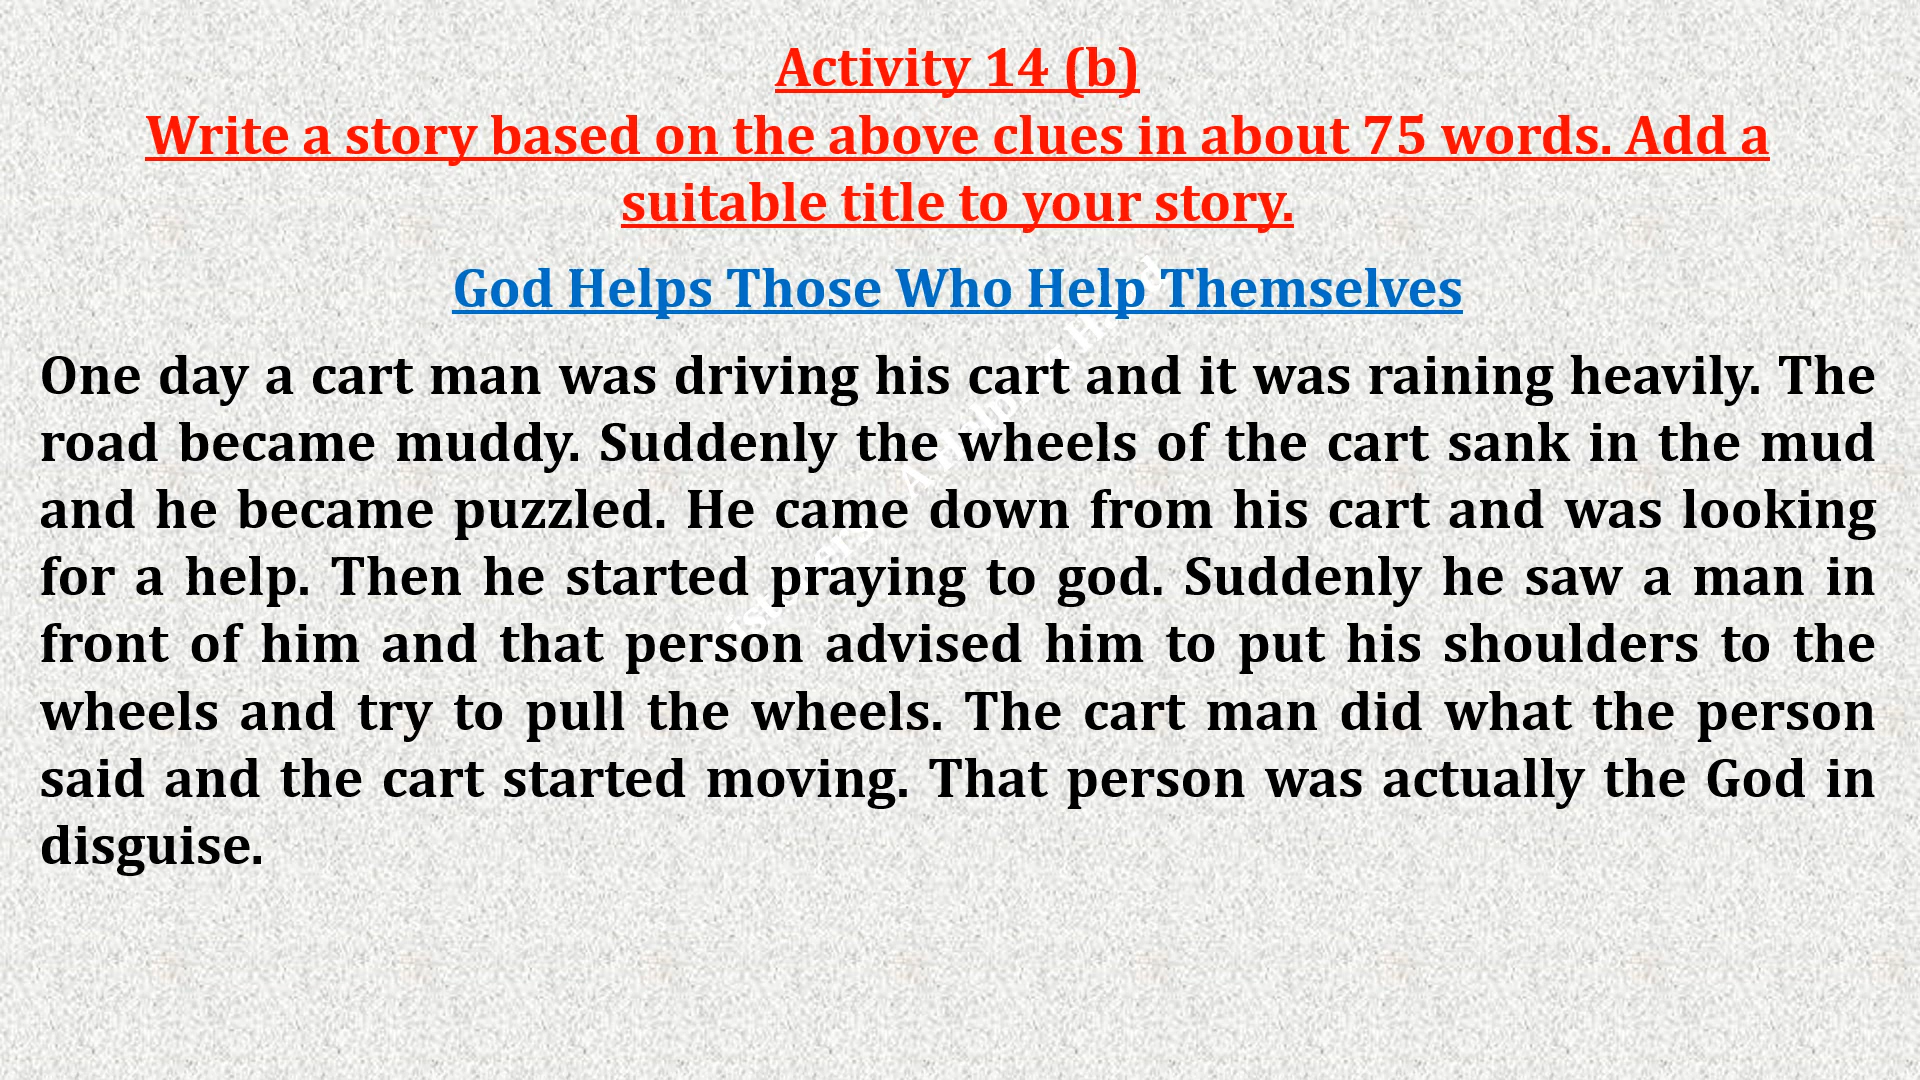 Activity 14 (b)
Write a story based on the above clues in about 75 words. Add a
suitable title to your story.
God Helps Those Who Help Themselves
One day a cart man was driving his cart and it was raining heavily. The
road became muddy. Suddenly the wheels of the cart sank in the mud
and he became puzzled. He came down from his cart and was looking
for a help. Then he started praying to god. Suddenly he saw a man in
front of him and that person advised him to put his shoulders to the
wheels and try to pull the wheels. The cart man did what the person
said and the cart started moving. That person was actually the God in
disguise.